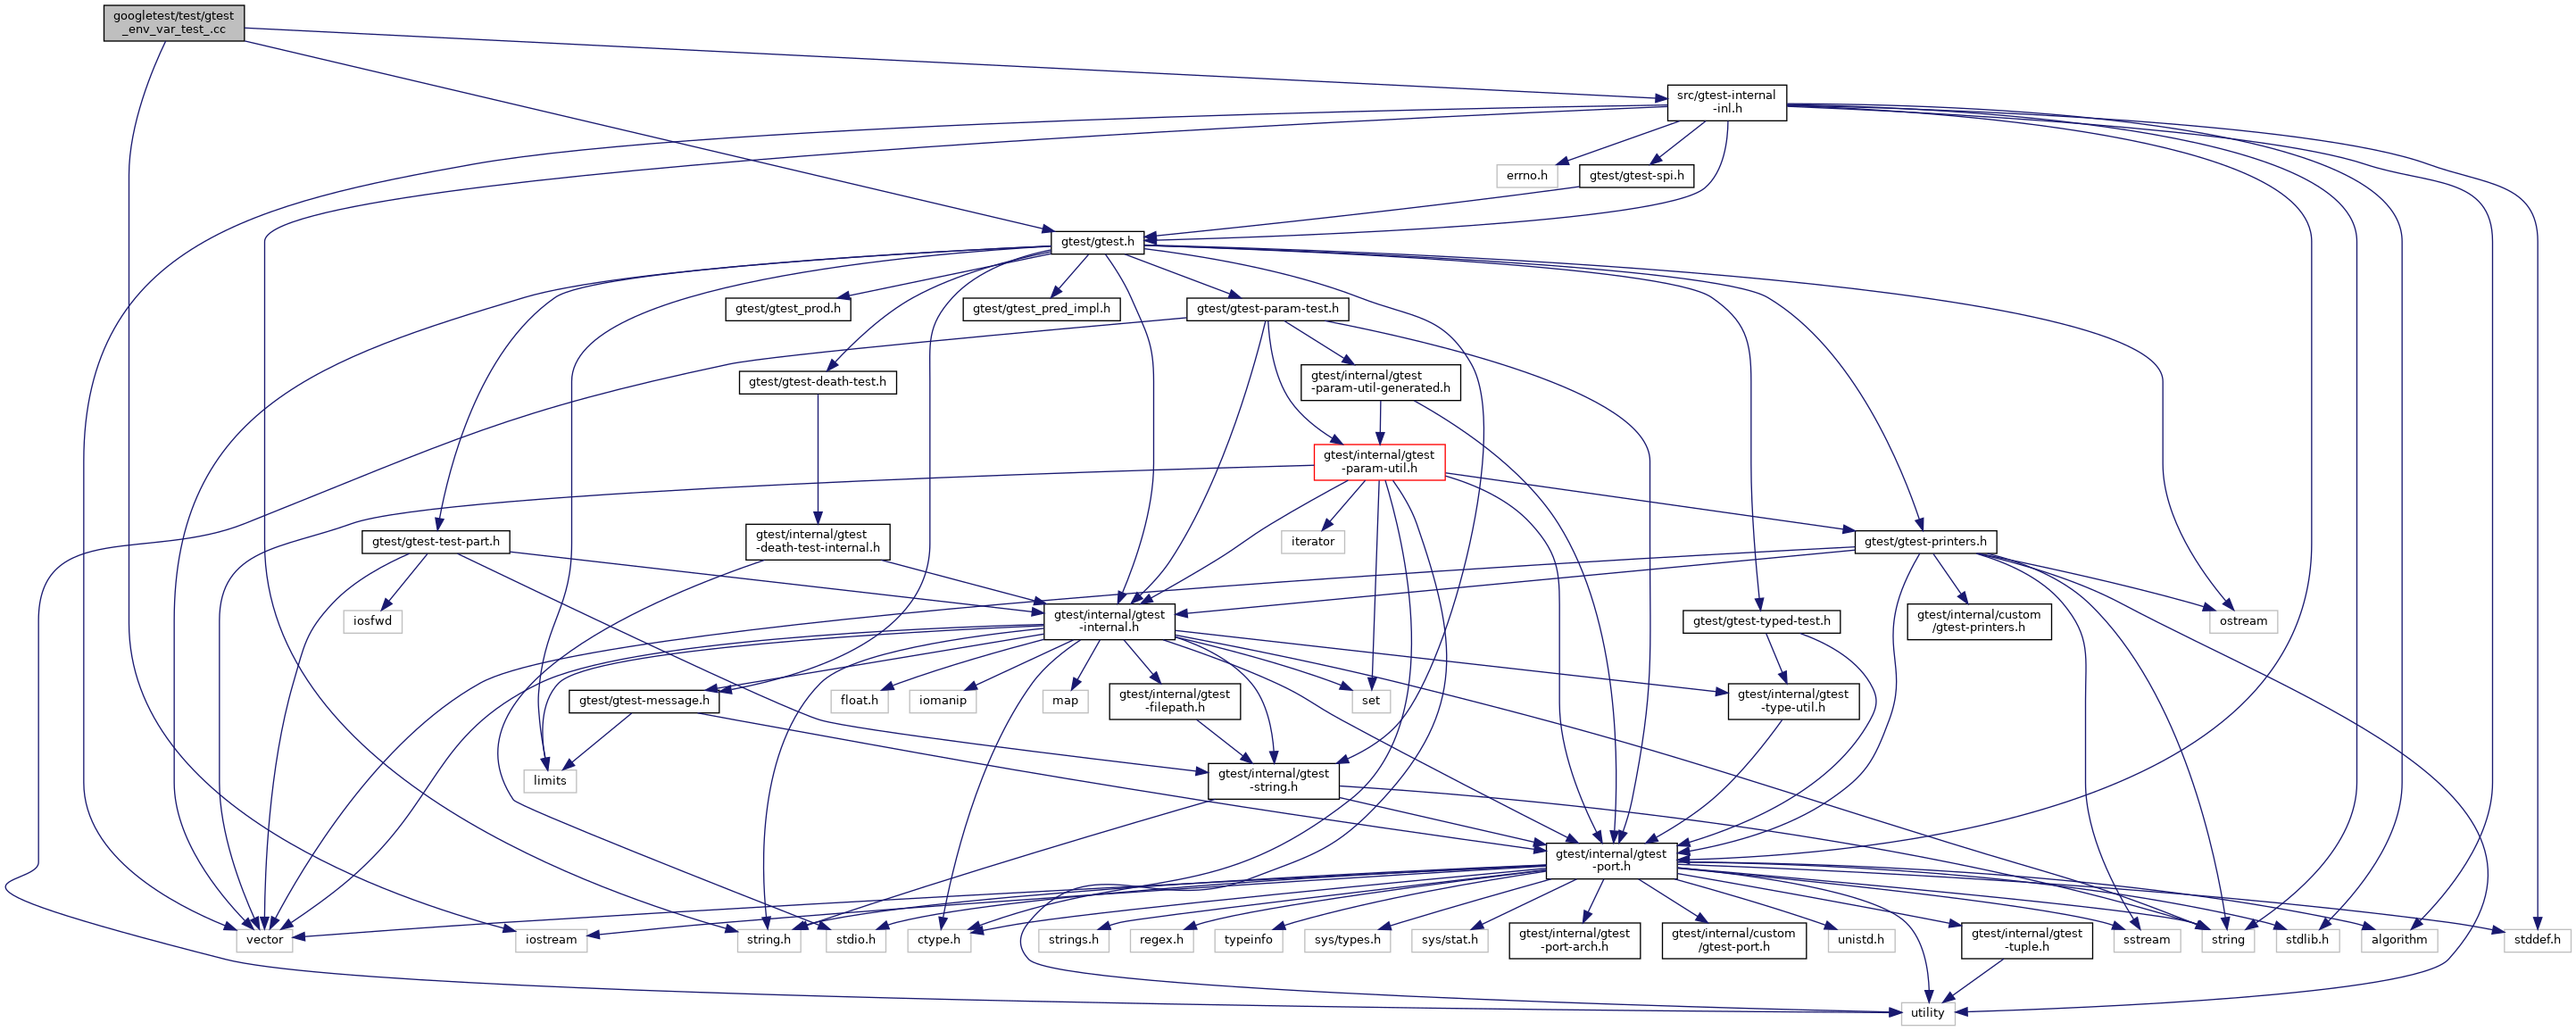 googletest/test/gtest
_env_var_test_.cc
src/gtest-internal
-inl.h
errno.h
gtest/gtest-spi.h
gtest/gtest.h
gtest/gtest_prod.h
gtest/gtest_pred_impl.h
gtest/gtest-param-test.h
gtest/gtest-death-test.h
gtest/internal/gtest
-param-util-generated.h
gtest/internal/gtest
-param-util.h
gtest/gtest-test-part.h
gtest/internal/gtest
-death-test-internal.h
iterator
gtest/gtest-printers.h
iosfwd
gtest/internal/gtest
-internal.h
gtest/gtest-typed-test.h
gtest/internal/custom
/gtest-printers.h
ostream
gtest/gtest-message.h
float.h
iomanip
map
gtest/internal/gtest
-filepath.h
set
gtest/internal/gtest
-type-util.h
limits
gtest/internal/gtest
-string.h
gtest/internal/gtest
-port.h
vector
iostream
string.h
stdio.h
ctype.h
strings.h
regex.h
typeinfo
sys/types.h
sys/stat.h
gtest/internal/gtest
-port-arch.h
gtest/internal/custom
/gtest-port.h
unistd.h
gtest/internal/gtest
-tuple.h
sstream
string
stdlib.h
algorithm
stddef.h
utility